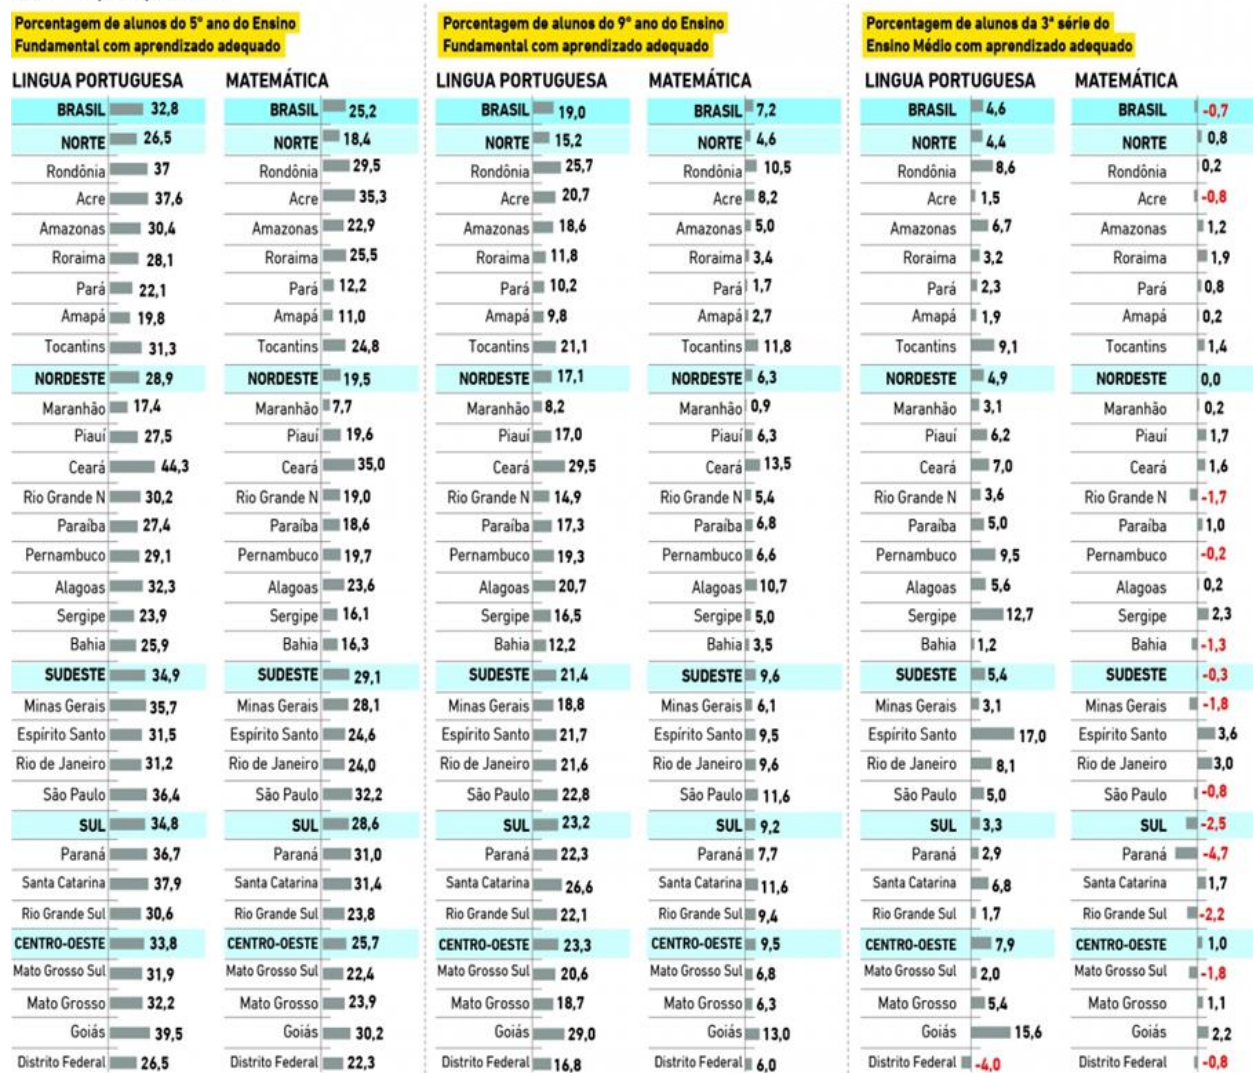 Porcentagem de alunos do 5º ano do Ensino
Fundamental com aprendizado adequado
LINGUA PORTUGUESA MATEMÁTICA
BRASIL 32,8 BRASIL 25,2
NORTE 26,5 NORTE 18,4
Rondônia 37 Rondônia 29,5
Acre 37,6 Acre 35,3
Amazonas 30,4 Amazonas 22,9
Roraima 28,1 Roraima 25,5
Pará 22,1 Pará 12,2
Amapá 19,8 Amapá 11,0
Tocantins 31,3 Tocantins 24,8
NORDESTE 28,9 NORDESTE 19,5
Maranhão 17,4 Maranhão 7,7
Piauí 27,5 Piauí 19,6
Ceará 44,3 Ceará 35,0
Rio Grande N 30,2 Rio Grande N 19,0
Paraíba 27,4 Paraíba 18,6
Pernambuco 29,1 Pernambuco 19,7
Alagoas 32,3 Alagoas 23,6
Sergipe 23,9 Sergipe 16,1
Bahia 25,9 Bahia 16,3
SUDESTE 34,9 SUDESTE 29,1
Minas Gerais 35,7 Minas Gerais 28,1
Espírito Santo 31,5 Espírito Santo 24,6
Rio de Janeiro 31,2 Rio de Janeiro 24,0
São Paulo 36,4 São Paulo 32,2
SUL 34,8 SUL 28,6
Paraná 36,7 Paraná 31,0
Santa Catarina 37,9 Santa Catarina 31,4
Rio Grande Sul 30,6 Rio Grande Sul 23,8
CENTRO-OESTE 33,8 CENTRO-OESTE 25,7
Mato Grosso Sul 31,9 Mato Grosso Sul 22,4
Mato Grosso 32,2 Mato Grosso 23,9
Goiás 39,5 Goiás 30,2
Distrito Federal 26,5 Distrito Federal 22,3
Porcentagem de alunos do 9º ano do Ensino
Fundamental com aprendizado adequado
LINGUA PORTUGUESA MATEMÁTICA
BRASIL 19,0 BRASIL 7,2
NORTE 15,2 NORTE 4,6
Rondônia 25,7 Rondônia 10,5
Acre 20,7 Acre 8,2
Amazonas 18,6 Amazonas 5,0
Roraima 11,8 Roraima 3,4
Pará 10,2 Pará 1,7
Amapá 9,8 Amapá 2,7
Tocantins 21,1 Tocantins 11,8
NORDESTE 17,1 NORDESTE 6,3
Maranhão 8,2 Maranhão 0,9
Piauí 17,0 Piauí 6,3
Ceará 29,5 Ceará 13,5
Rio Grande N 14,9 Rio Grande N 5,4
Paraíba 17,3 Paraíba 6,8
Pernambuco 19,3 Pernambuco 6,6
Alagoas 20,7 Alagoas 10,7
Sergipe 16,5 Sergipe 5,0
Bahia 12,2 Bahia 3,5
SUDESTE 21,4 SUDESTE 9,6
Minas Gerais 18,8 Minas Gerais 6,1
Espírito Santo 21,7 Espírito Santo 9,5
Rio de Janeiro 21,6 Rio de Janeiro 9,6
São Paulo 22,8 São Paulo 11,6
SUL 23,2 SUL 9,2
Paraná 22,3 Paraná 7,7
Santa Catarina 26,6 Santa Catarina 11,6
Rio Grande Sul 22,1 Rio Grande Sul 9,4
CENTRO-OESTE 23,3 CENTRO-OESTE 9,5
Mato Grosso Sul 20,6 Mato Grosso Sul 6,8
Mato Grosso 18,7 Mato Grosso 6,3
Goiás 29,0 Goiás 13,0
Distrito Federal 16,8 Distrito Federal 6,0
Porcentagem de alunos da 3ª série do
Ensino Médio com aprendizado adequado
LINGUA PORTUGUESA MATEMÁTICA
BRASIL 4,6 BRASIL -0,7
NORTE 4,4 NORTE 0,8
Rondônia 8,6 Rondônia 0,2
Acre 1,5 Acre -0,8
Amazonas 6,7 Amazonas 1,2
Roraima 3,2 Roraima 1,9
Pará 2,3 Pará 0,8
Amapá 1,9 Amapá 0,2
Tocantins 9,1 Tocantins 1,4
NORDESTE 4,9 NORDESTE 0,0
Maranhão 3,1 Maranhão 0,2
Piauí 6,2 Piauí 1,7
Ceará 7,0 Ceará 1,6
Rio Grande N 3,6 Rio Grande N -1,7
Paraíba 5,0 Paraíba 1,0
Pernambuco 9,5 Pernambuco -0,2
Alagoas 5,6 Alagoas 0,2
Sergipe 12,7 Sergipe 2,3
Bahia 1,2 Bahia -1,3
SUDESTE 5,4 SUDESTE -0,3
Minas Gerais 3,1 Minas Gerais -1,8
Espírito Santo 17,0 Espírito Santo 3,6
Rio de Janeiro 8,1 Rio de Janeiro 3,0
São Paulo 5,0 São Paulo -0,8
SUL 3,3 SUL -2,5
Paraná 2,9 Paraná -4,7
Santa Catarina 6,8 Santa Catarina 1,7
Rio Grande Sul 1,7 Rio Grande Sul -2,2
CENTRO-OESTE 7,9 CENTRO-OESTE 1,0
Mato Grosso Sul 2,0 Mato Grosso Sul -1,8
Mato Grosso 5,4 Mato Grosso 1,1
Goiás 15,6 Goiás 2,2
Distrito Federal -4,0 Distrito Federal -0,8